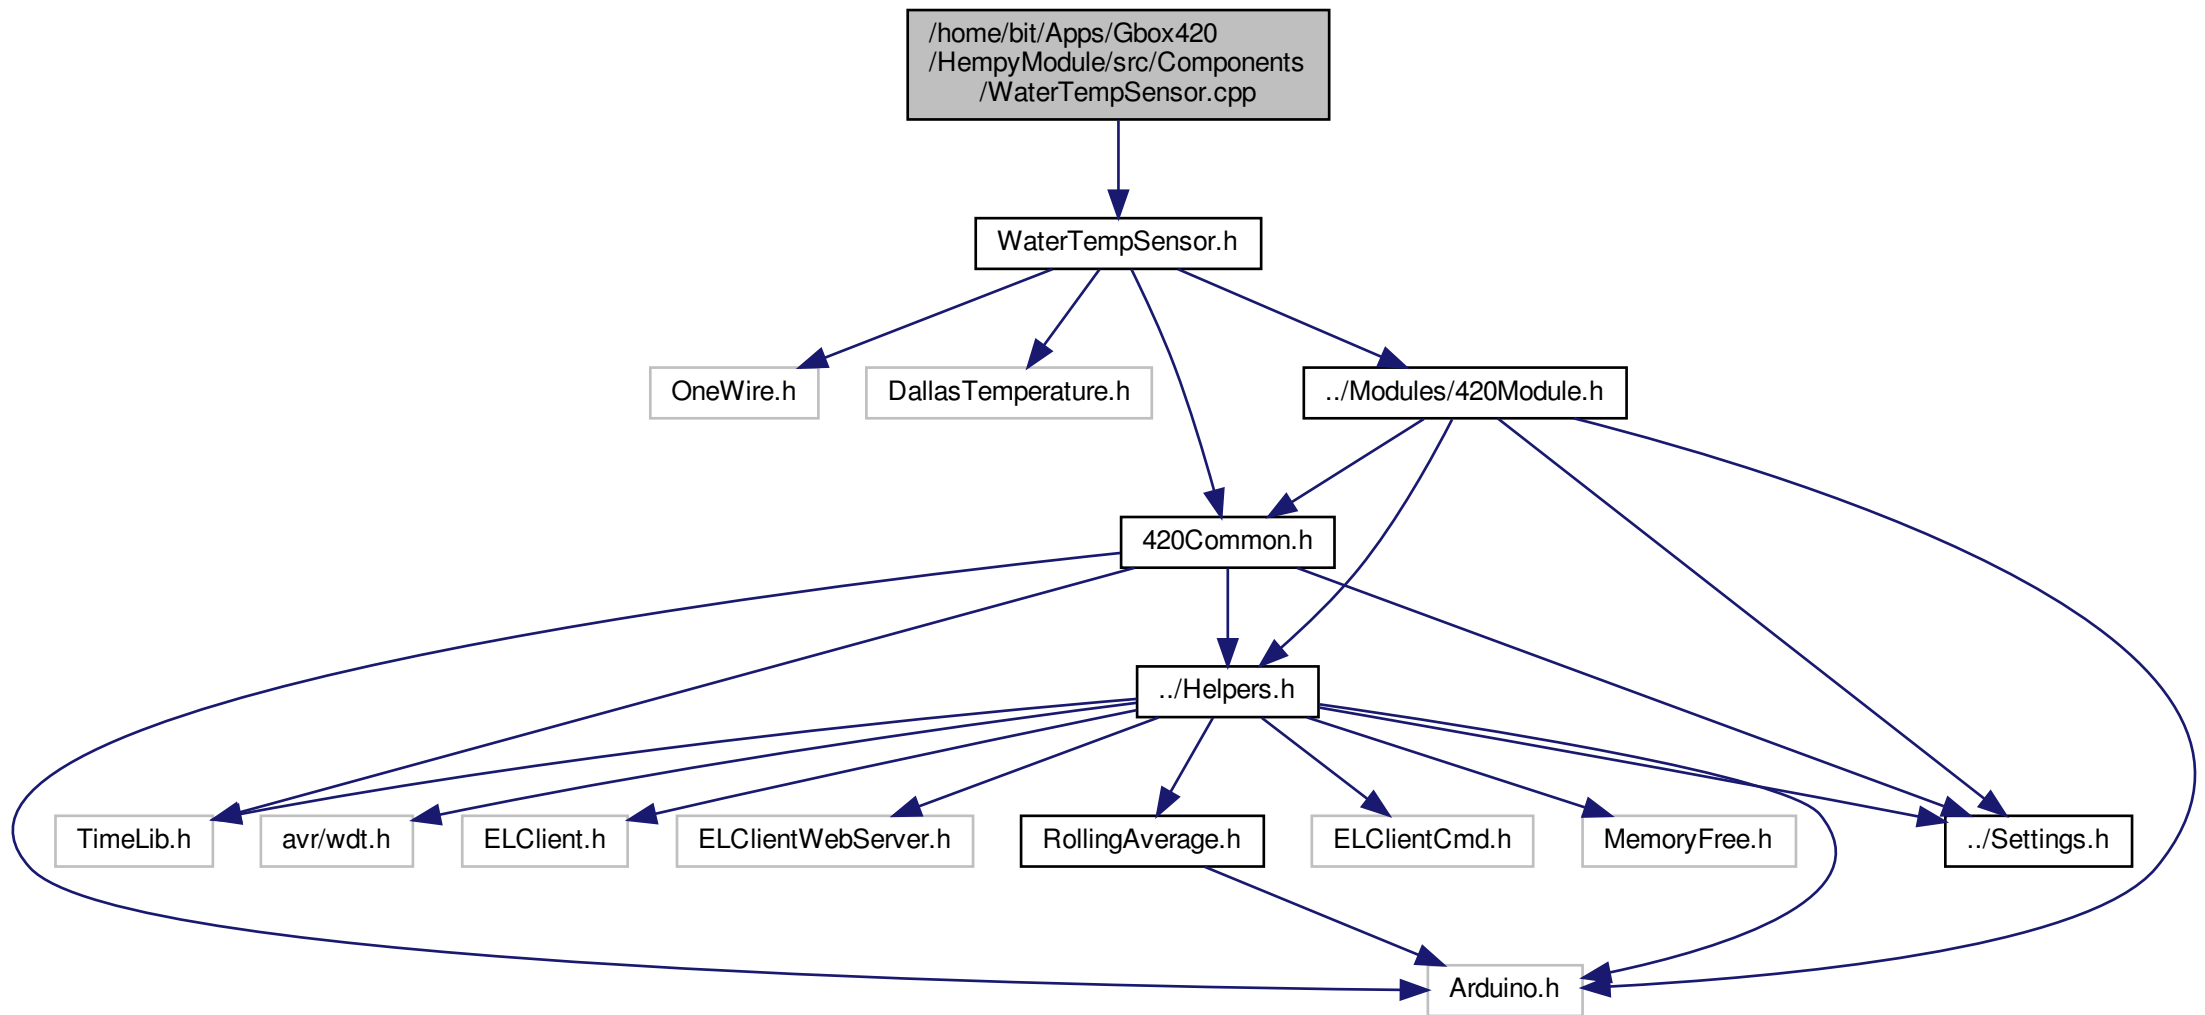 /home/bit/Apps/Gbox420
/HempyModule/src/Components
/WaterTempSensor.cpp
WaterTempSensor.h
OneWire.h
DallasTemperature.h
../Modules/420Module.h
420Common.h
../Helpers.h
TimeLib.h
avr/wdt.h
ELClient.h
ELClientWebServer.h
RollingAverage.h
ELClientCmd.h
MemoryFree.h
../Settings.h
Arduino.h